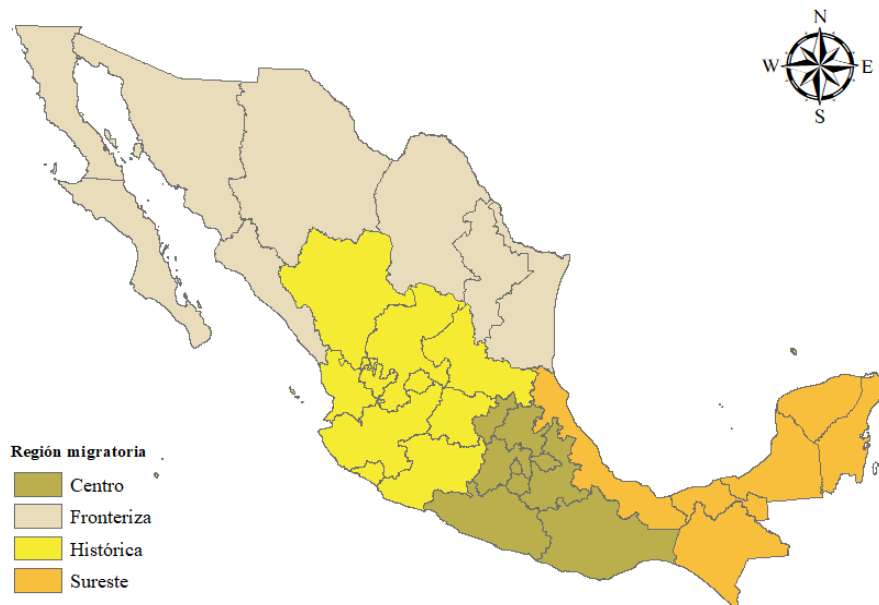 N
W E
S
Región migratoria
Centro
Fronteriza
Histórica
Sureste